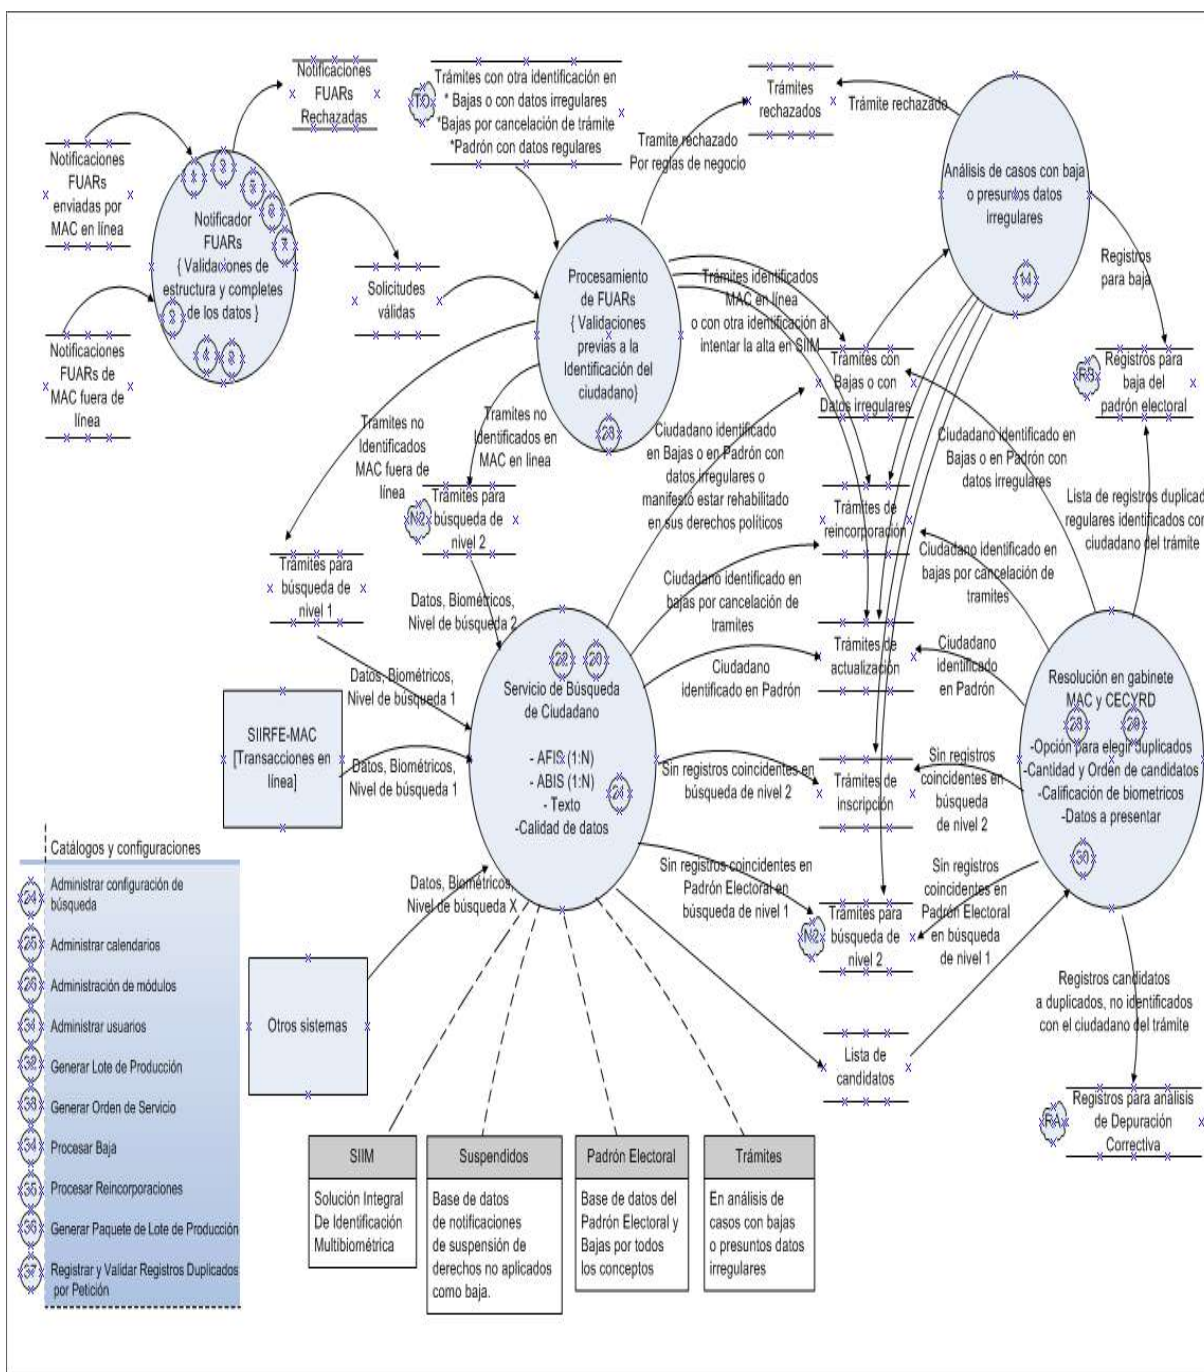 Notificaciones
FUARs
Rechazadas
Trámites con otra identificación en
* Bajas o con datos irregulares
*Bajas por cancelación de trámite
*Padrón con datos regulares
TO
Trámites
rechazados
Trámite rechazado
Tramite rechazado
Por reglas de negocio
Notificaciones
FUARs
enviadas por
MAC en línea
Notificador
FUARs
{ Validaciones de
estructura y completes
de los datos }
Notificaciones
FUARs de
MAC fuera de
línea
Solicitudes
válidas
Procesamiento
de FUARs
{ Validaciones
previas a la
Identificación del
ciudadano}
23
Análisis de casos con baja
o presuntos datos
irregulares
14
Registros
para baja
RB
Registros para
baja del
padrón electoral
Trámites identificados
MAC en línea
o con otra identificación al
intentar la alta en SIIM
Trámites con
Bajas o con
Datos irregulares
Tramites no
Identificados
MAC fuera de
línea
Tramites no
Identificados en
MAC en linea
Ciudadano identificado
en Bajas o en Padrón con
datos irregulares o
manifesto estar rehabilitado
en sus derechos políticos
Ciudadano identificado en
Bajas o en Padrón con
datos irregulares
Lista de registros duplicad
regulares identificados con
ciudadano del trámite
N2
Trámites para
búsqueda de
nivel 2
Trámites de
reincorporación
Trámites para
búsqueda de
nivel 1
Datos, Biométricos,
Nivel de búsqueda 2
Ciudadano identificado en
bajas por cancelación de
tramites
Ciudadano identificado en
bajas por cancelación de
tramites
Datos, Biométricos,
Nivel de búsqueda 1
Trámites de
actualización
Ciudadano
identificado en Padrón
Ciudadano
identificado
en Padrón
SIIRFE-MAC
[Transacciones en
línea]
Datos, Biométricos,
Nivel de búsqueda 1
Servicio de Búsqueda
de Ciudadano
- AFIS (1:N)
- ABIS (1:N)
- Texto
-Calidad de datos
Resolución en gabinete
MAC y CECYRD
-Opción para elegir duplicados
-Cantidad y Orden de candidatos
-Calificación de biometricos
-Datos a presentar
30
Sin registros coincidentes en
búsqueda de nivel 2
Trámites de
inscripción
Sin registros
coincidentes en
búsqueda
de nivel 2
Datos, Biométricos,
Nivel de búsqueda X
Sin registros coincidentes en
Padrón Electoral en
búsqueda de nivel 1
N2
Trámites para
búsqueda de
nivel 2
Sin registros
coincidentes en
Padrón Electoral
en búsqueda
de nivel 1
Otros sistemas
Lista de
candidatos
Registros candidatos
a duplicados, no identificados
con el ciudadano del trámite
RA
Registros para análisis
de Depuración
Correctiva
Catálogos y configuraciones
24 Administrar configuración de
búsqueda
25 Administrar calendarios
26 Administración de módulos
31 Administrar usuarios
32 Generar Lote de Producción
33 Generar Orden de Servicio
34 Procesar Baja
35 Procesar Reincorporaciones
36 Generar Paquete de Lote de Producción
37 Registrar y Validar Registros Duplicados
por Petición
SIIM
Solución Integral
De Identificación
Multibiométrica
Suspendidos
Base de datos
de notificaciones
de suspensión de
derechos no aplicados
como baja.
Padrón Electoral
Base de datos del
Padrón Electoral y
Bajas por todos
los conceptos
Trámites
En análisis de
casos con bajas
o presuntos datos
irregulares